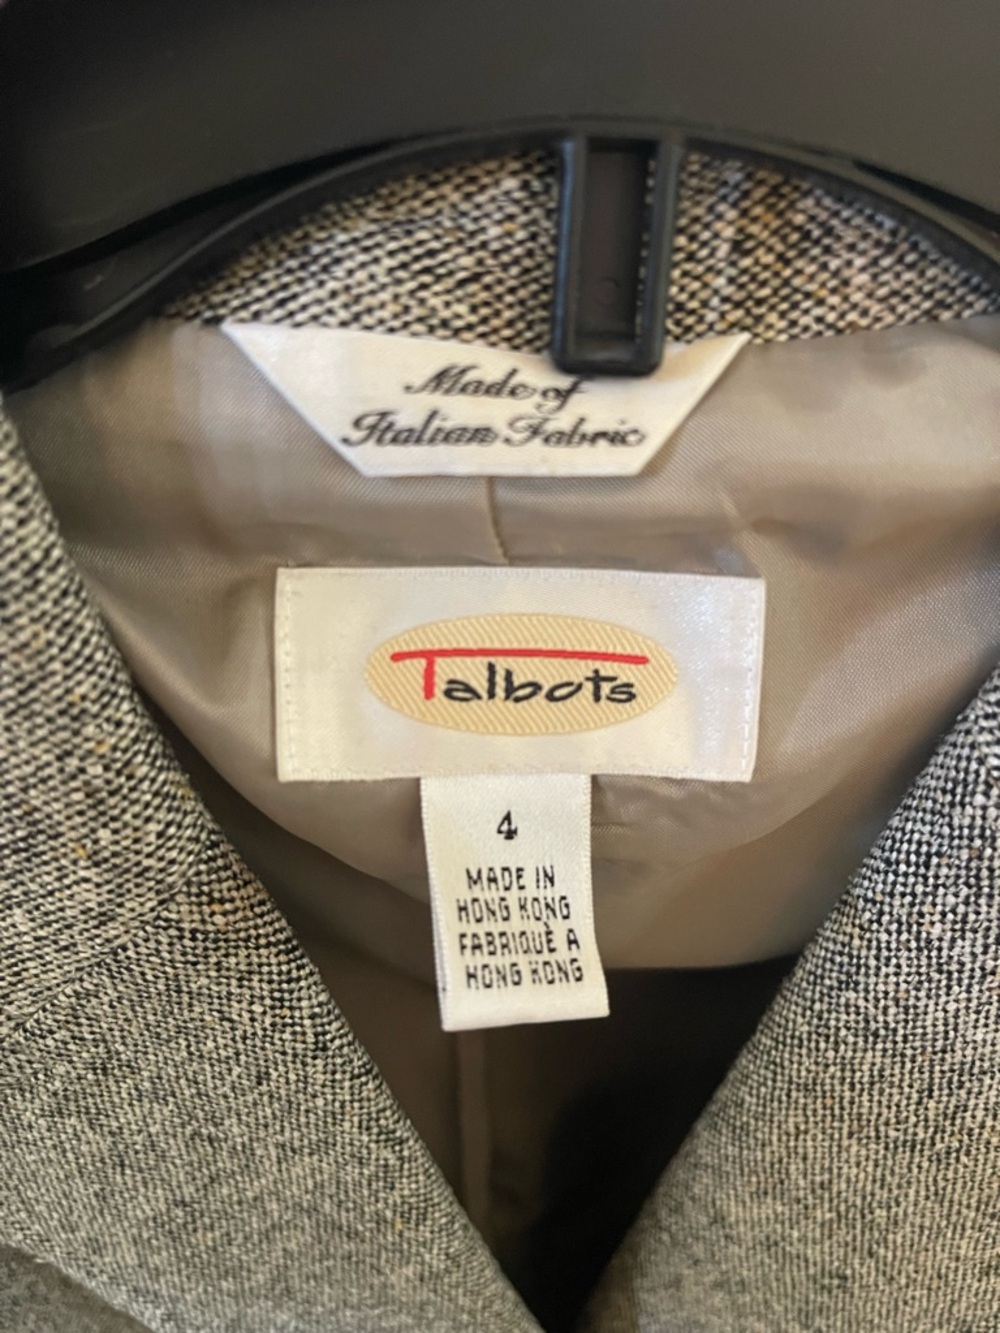 Made of
Italian Fabric
Talbots
4
MADE IN
HONG KONG
FABRIQUÈ A
HONG KONG